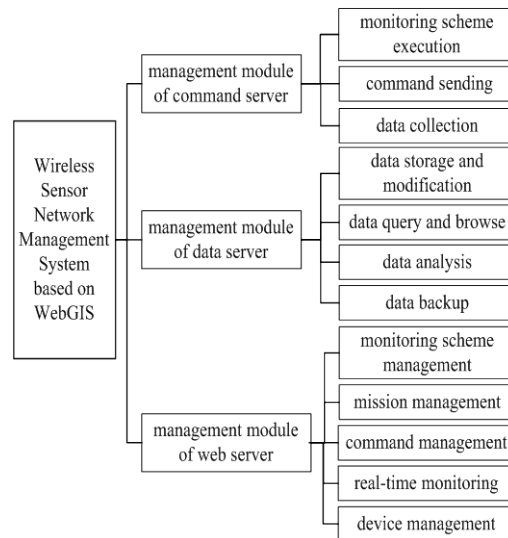 Wireless
Sensor
Network
Management
System
based on
WebGIS
management module
of command server
monitoring scheme
execution
command sending
data collection
management module
of data server
data storage and
modification
data query and browse
data analysis
data backup
management module
of web server
monitoring scheme
management
mission management
command management
real-time monitoring
device management